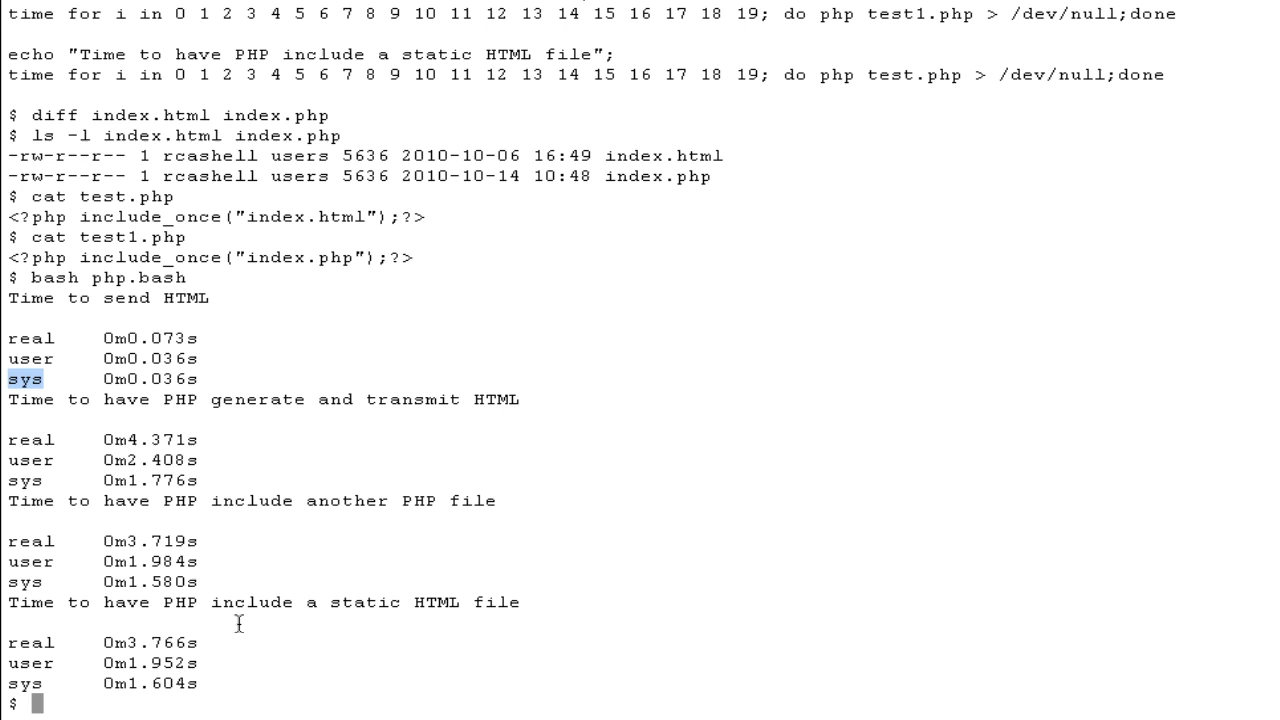 time for i in 0 1 2 3 4 5 6 7 8 9 10 11 12 13 14 15 16 17 18 19; do php test1.php > /dev/null;done
echo "Time to have PHP include a static HTML file";
time for i in 0 1 2 3 4 5 6 7 8 9 10 11 12 13 14 15 16 17 18 19; do php test.php > /dev/null;done
$ diff index.html index.php
$ ls -l index.html index.php
-rw-r--r-- 1 rcashell users 5636 2010-10-06 16:49 index.html
-rw-r--r-- 1 rcashell users 5636 2010-10-14 10:48 index.php
$ cat test.php
<?php include_once("index.html");?>
$ cat test1.php
<?php include_once("index.php");?>
$ bash php.bash
Time to send HTML
real    0m0.073s
user    0m0.036s
sys     0m0.036s
Time to have PHP generate and transmit HTML
real    0m4.371s
user    0m2.408s
sys     0m1.776s
Time to have PHP include another PHP file
real    0m3.719s
user    0m1.984s
sys     0m1.580s
Time to have PHP include a static HTML file
real    0m3.766s
user    0m1.952s
sys     0m1.604s
$